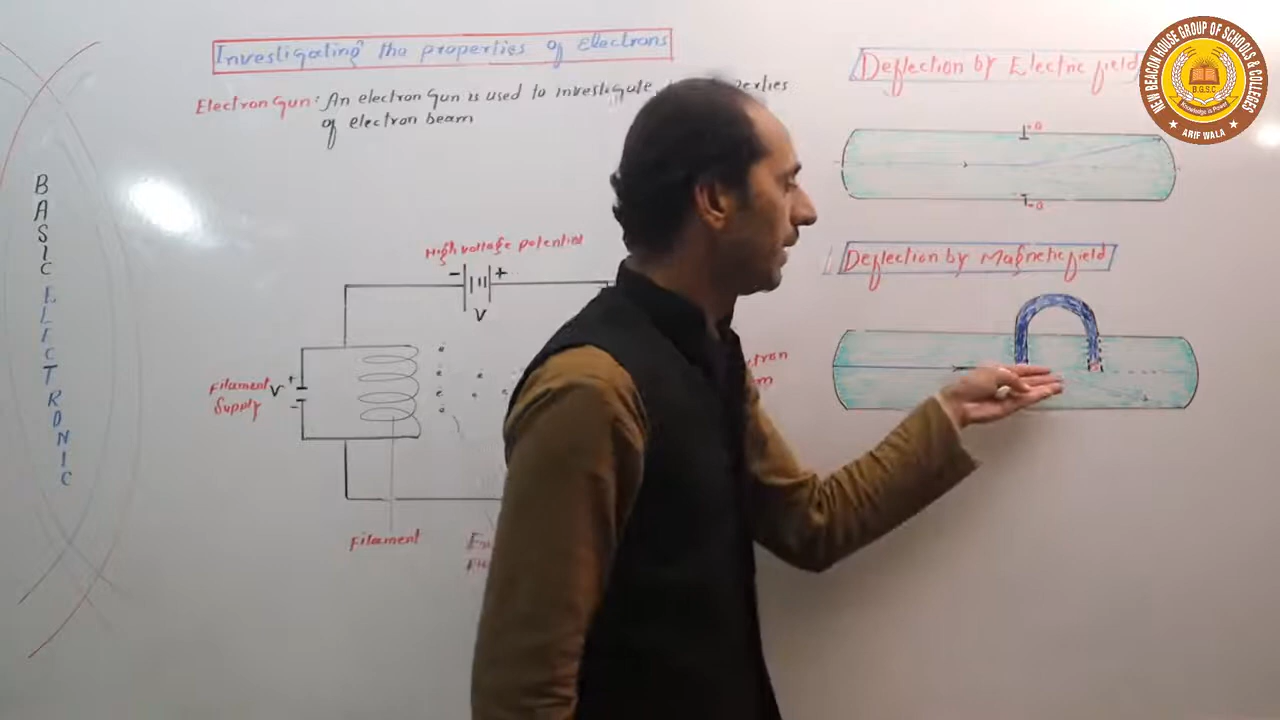 Investigating the properties of Electrons
Electron Gun: An electron Gun is used to investigate
of electron beam
BASIC ELECTRONIC
High voltage potential
- +
V
Filament V +
Supply -
Filament
Deflection by Electric field
Deflection by Magnetic field
NEW BEACON HOUSE GROUP OF SCHOOLS & COLLEGES
B.G.S.C
Knowledge is Power
ARIF WALA